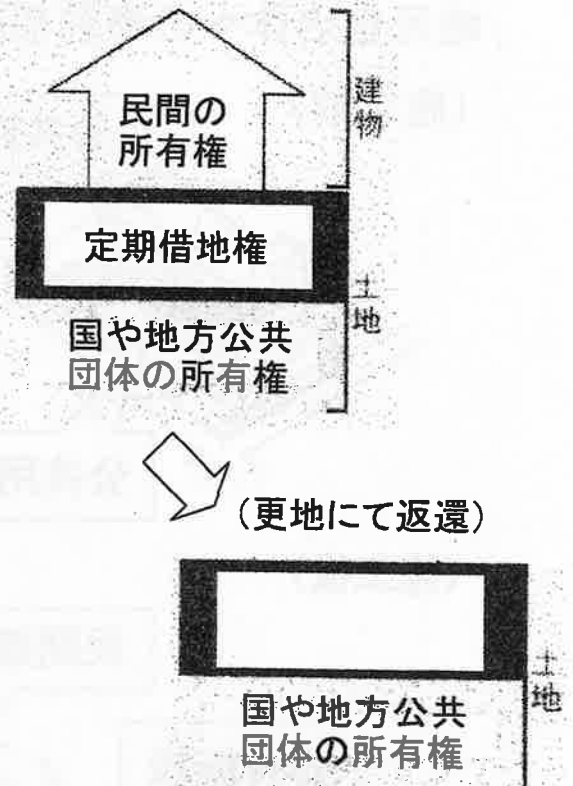 民間の
所有権
建物
定期借地権
土地
国や地方公共
団体の所有権
(更地にて返還)
土地
国や地方公共
団体の所有権